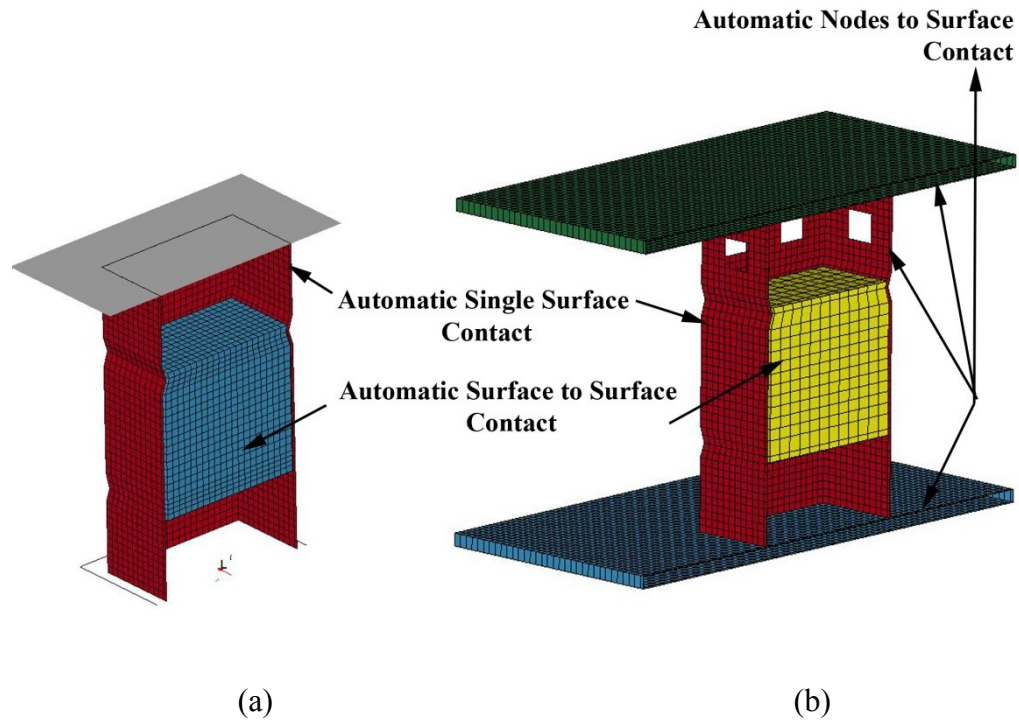 Automatic Nodes to Surface
Contact
Automatic Single Surface
Contact
Automatic Surface to Surface
Contact
(a)
(b)